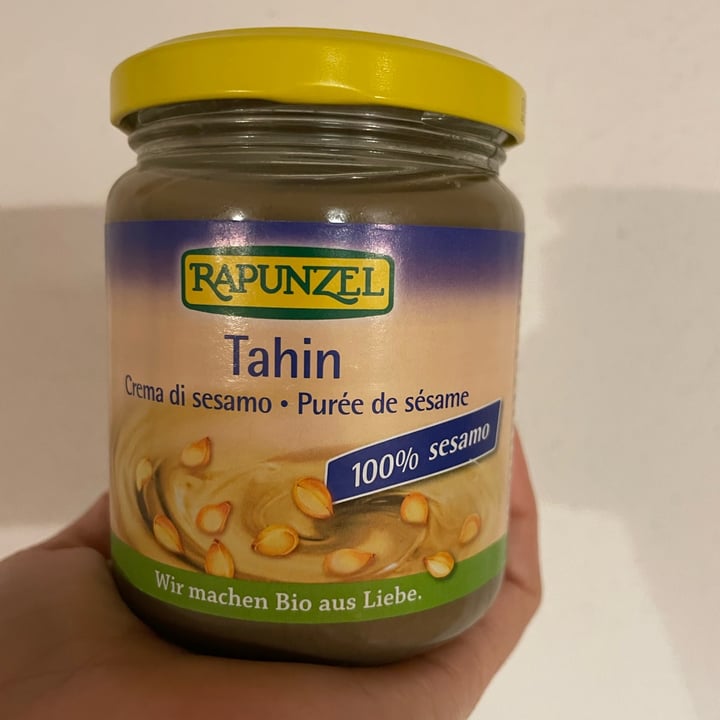 RAPUNZEL
Tahin
Crema di sesamo • Purée de sésame
100% sesamo
Wir machen Bio aus Liebe.